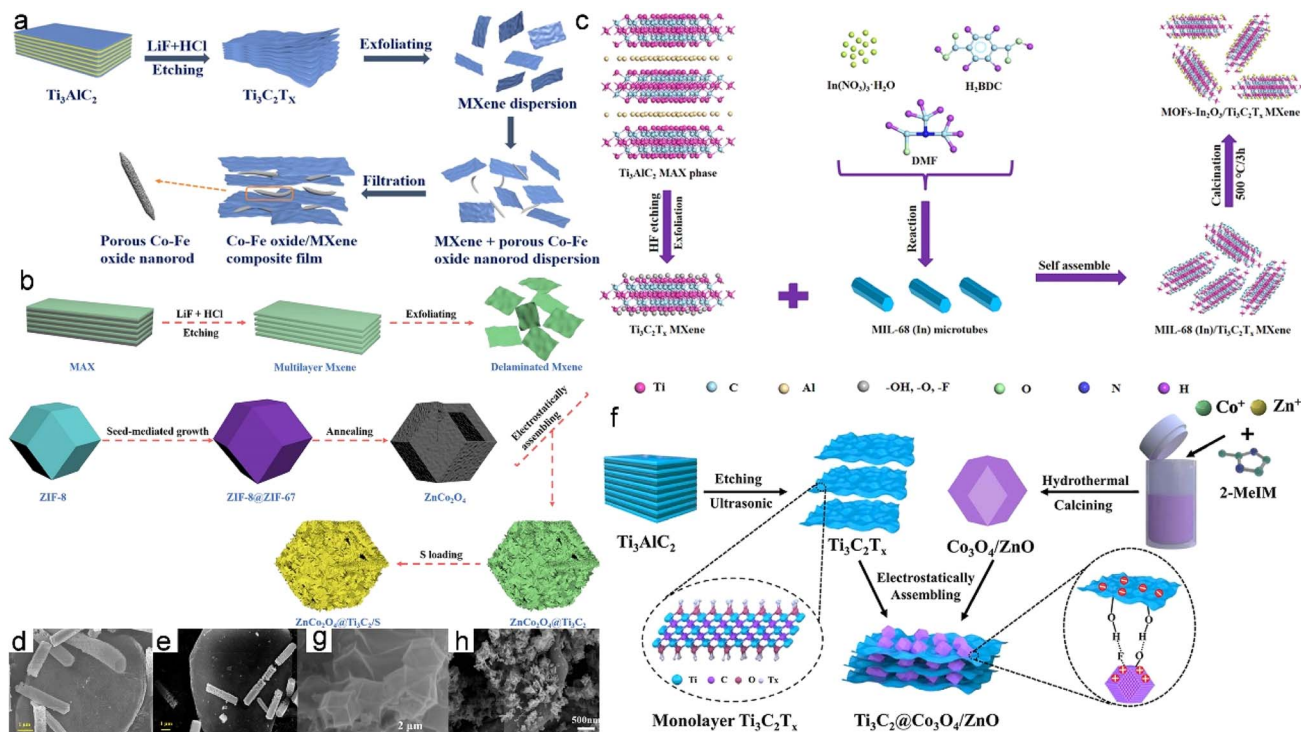 a
Ti₃AlC₂
LiF+HCl
Etching
Ti₃C₂Tₓ
Exfoliating
MXene dispersion
Porous Co-Fe
oxide nanorod
Co-Fe oxide/MXene
composite film
Filtration
MXene + porous Co-Fe
oxide nanorod dispersion
b
MAX
LiF + HCl
Etching
Multilayer Mxene
Exfoliating
Delaminated Mxene
ZIF-8
Seed-mediated growth
ZIF-8@ZIF-67
Annealing
ZnCo₂O₄
Electrostatically
assembling
ZnCo₂O₄@Ti₃C₂/S
S loading
ZnCo₃O₄@Ti₃C₂
c
Ti₃AlC₂ MAX phase
In(NO₃)₃·H₂O
H₂BDC
DMF
HF etching
Exfoliation
Reaction
Ti₃C₂Tₓ MXene
MIL-68 (In) microtubes
Self assemble
MIL-68 (In)/Ti₃C₂Tₓ MXene
Calcination
500 °C/3h
MOFs-In₂O₃/Ti₃C₂Tₓ MXene
Ti
C
Al
-OH, -O, -F
O
N
H
d
1 μm
e
1 μm
g
2 μm
h
500nm
f
Ti₃AlC₂
Etching
Ultrasonic
Ti₃C₂Tₓ
Co₃O₄/ZnO
Hydrothermal
Calcining
Co⁺
Zn⁺
+
2-MeIM
Electrostatically
Assembling
Ti
C
O
Tx
Monolayer Ti₃C₂Tₓ
Ti₃C₂@Co₃O₄/ZnO
O
O
H
H
F
O